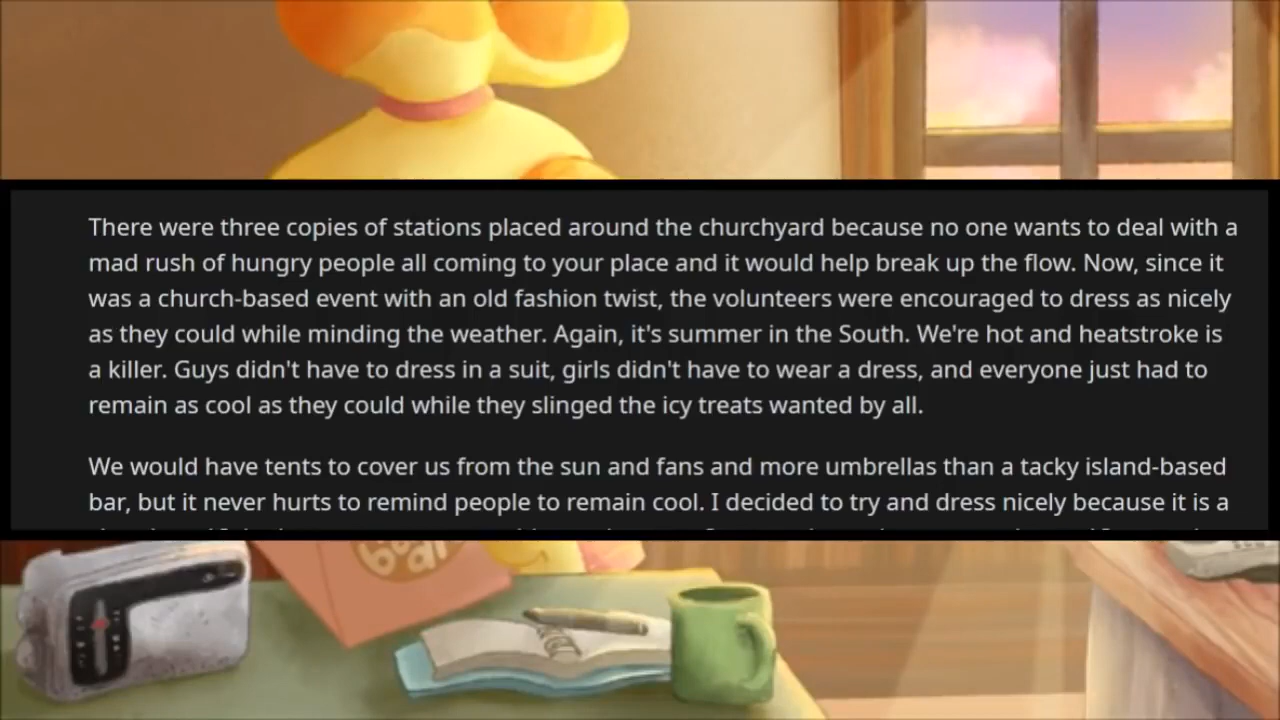 There were three copies of stations placed around the churchyard because no one wants to deal with a
mad rush of hungry people all coming to your place and it would help break up the flow. Now, since it
was a church-based event with an old fashion twist, the volunteers were encouraged to dress as nicely
as they could while minding the weather. Again, it's summer in the South. We're hot and heatstroke is
a killer. Guys didn't have to dress in a suit, girls didn't have to wear a dress, and everyone just had to
remain as cool as they could while they slinged the icy treats wanted by all.
We would have tents to cover us from the sun and fans and more umbrellas than a tacky island-based
bar, but it never hurts to remind people to remain cool. I decided to try and dress nicely because it is a